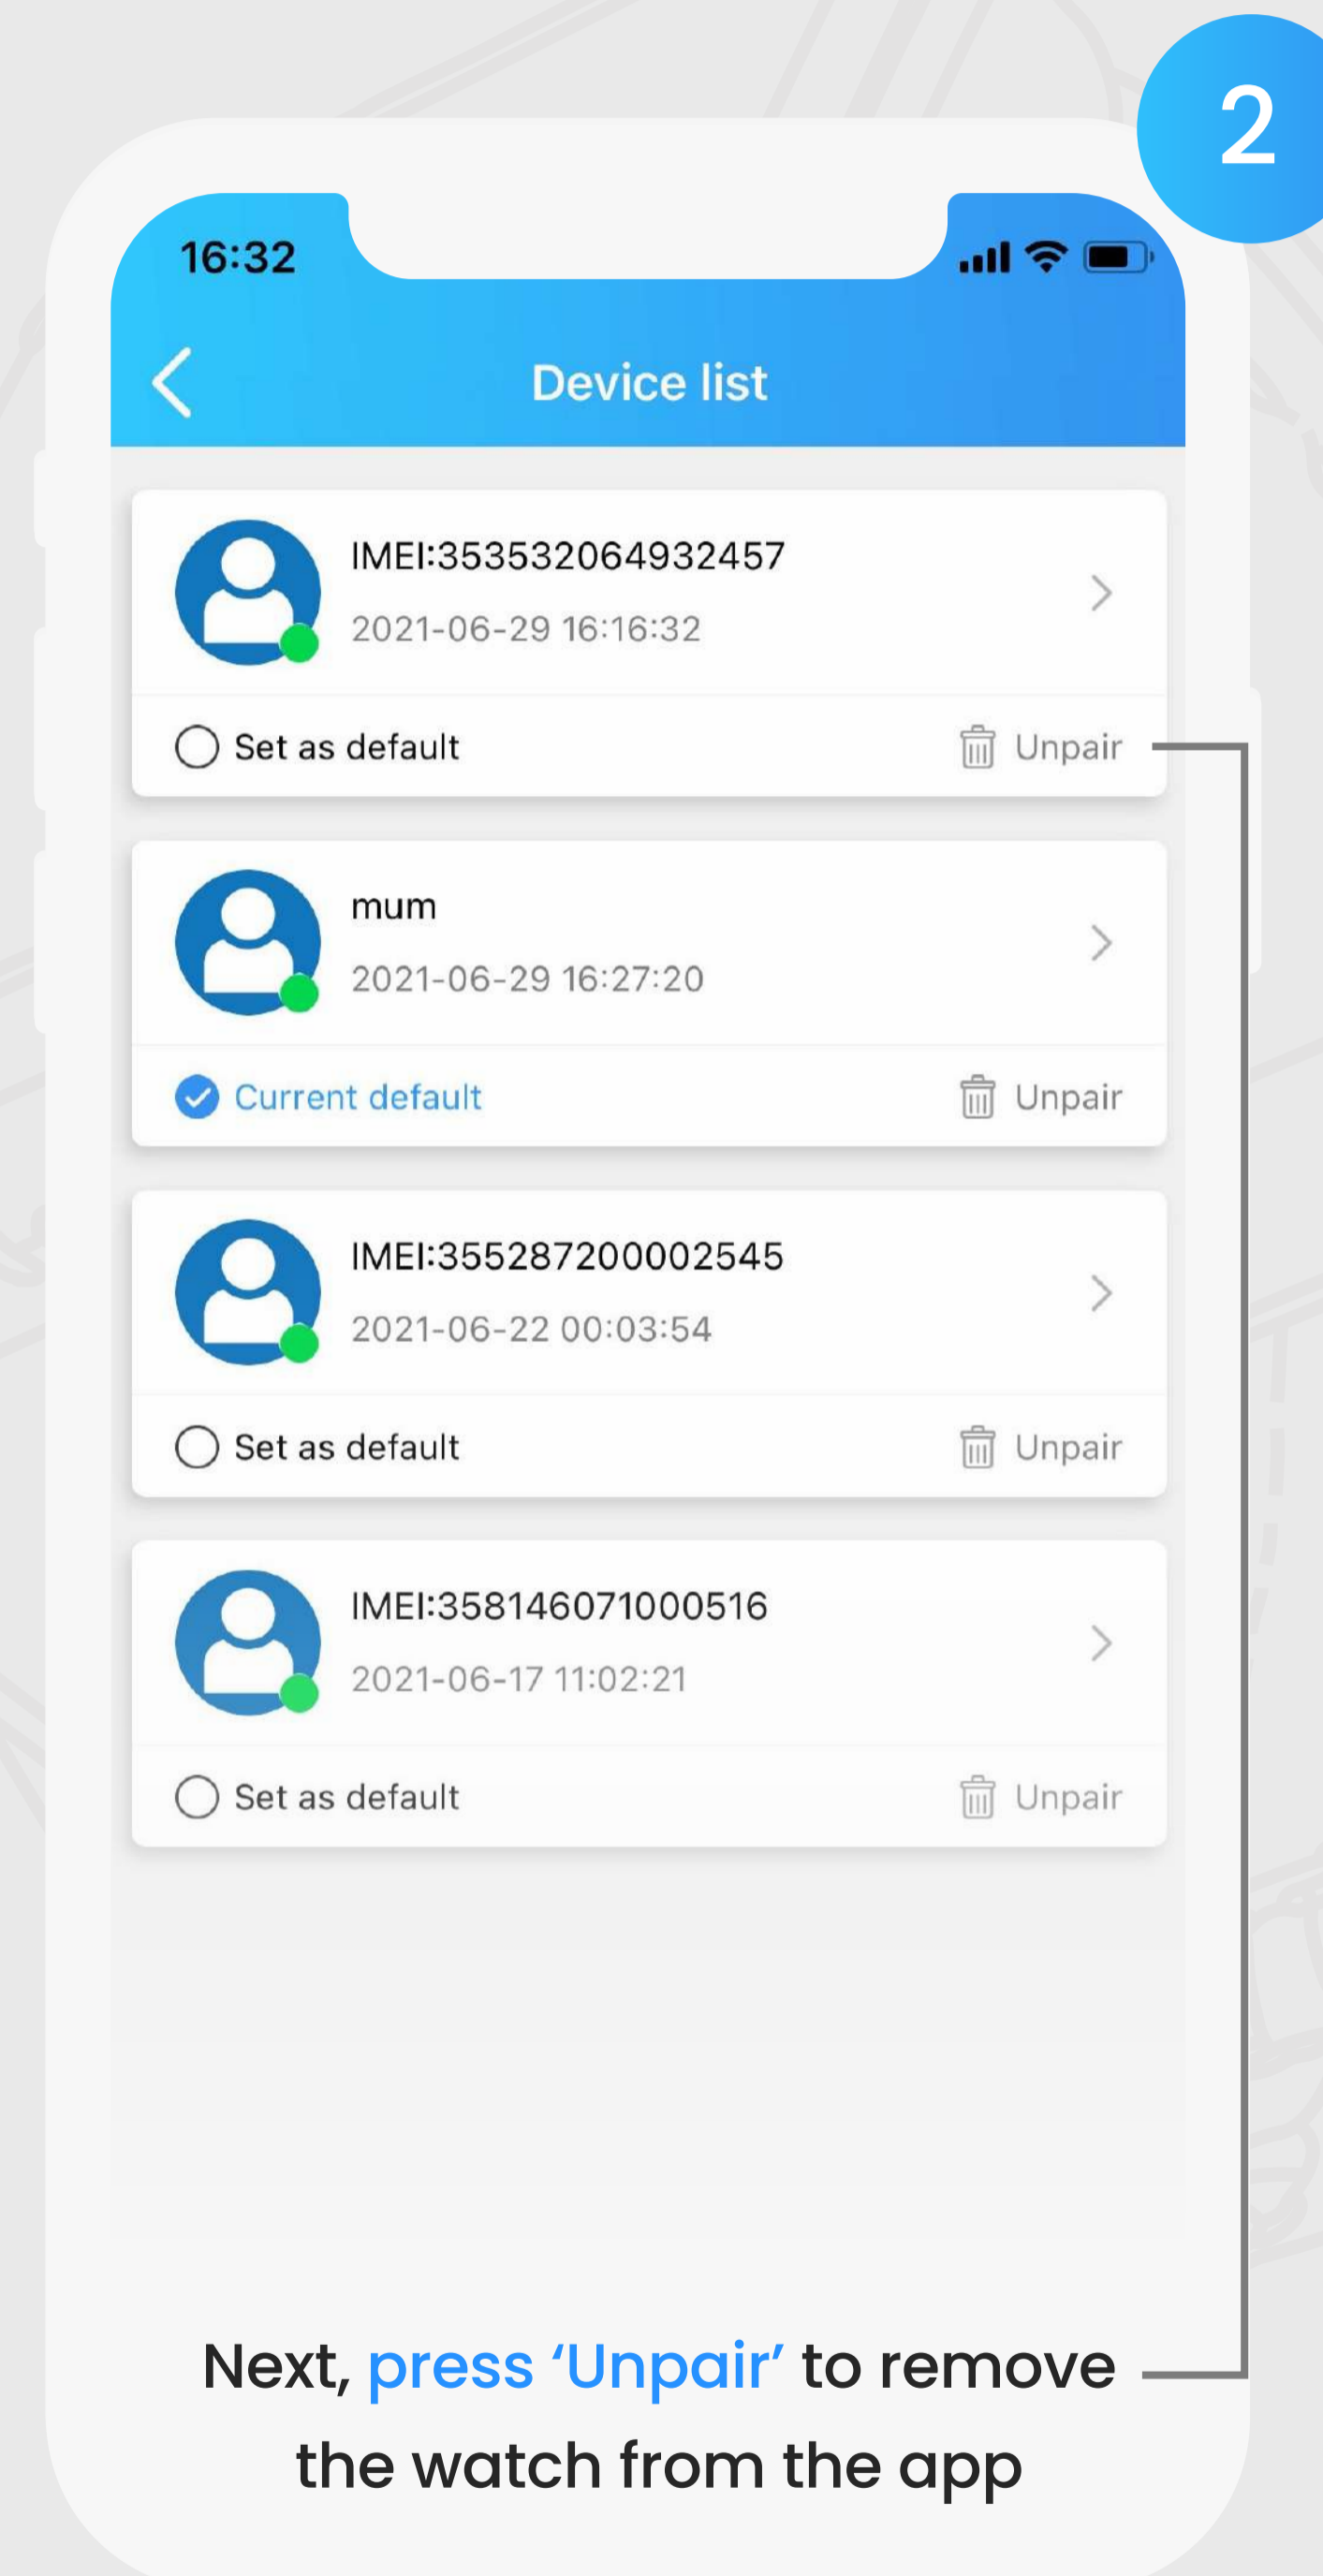 2
16:32
Device list
IMEI:353532064932457
2021-06-29 16:16:32
Set as default
Unpair
mum
2021-06-29 16:27:20
Current default
Unpair
IMEI:355287200002545
2021-06-22 00:03:54
Set as default
Unpair
IMEI:358146071000516
2021-06-17 11:02:21
Set as default
Unpair
Next, press ‘Unpair’ to remove
the watch from the app